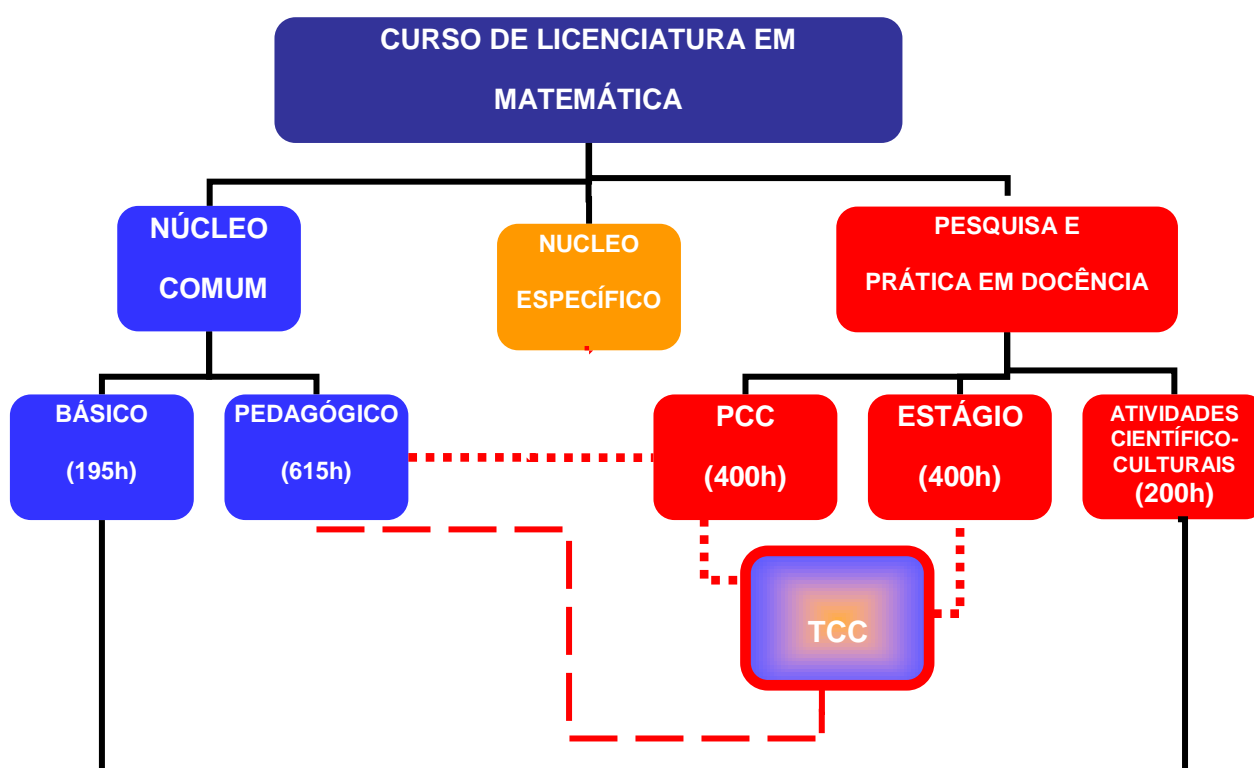 CURSO DE LICENCIATURA EM
MATEMÁTICA
NÚCLEO
COMUM
NUCLEO
ESPECÍFICO
PESQUISA E
PRÁTICA EM DOCÊNCIA
BÁSICO
(195h)
PEDAGÓGICO
(615h)
PCC
(400h)
ESTÁGIO
(400h)
ATIVIDADES
CIENTÍFICO-
CULTURAIS
(200h)
TCC